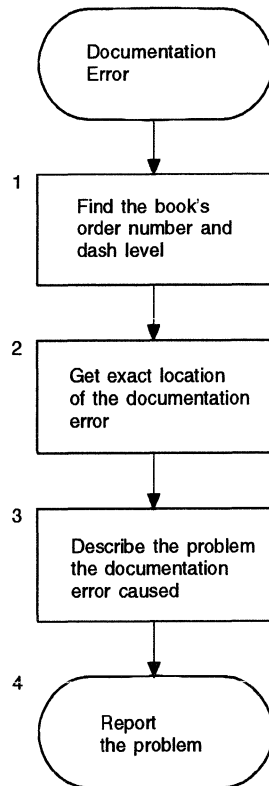 Documentation
Error
1
Find the book's
order number and
dash level
2
Get exact location
of the documentation
error
3
Describe the problem
the documentation
error caused
4
Report
the problem